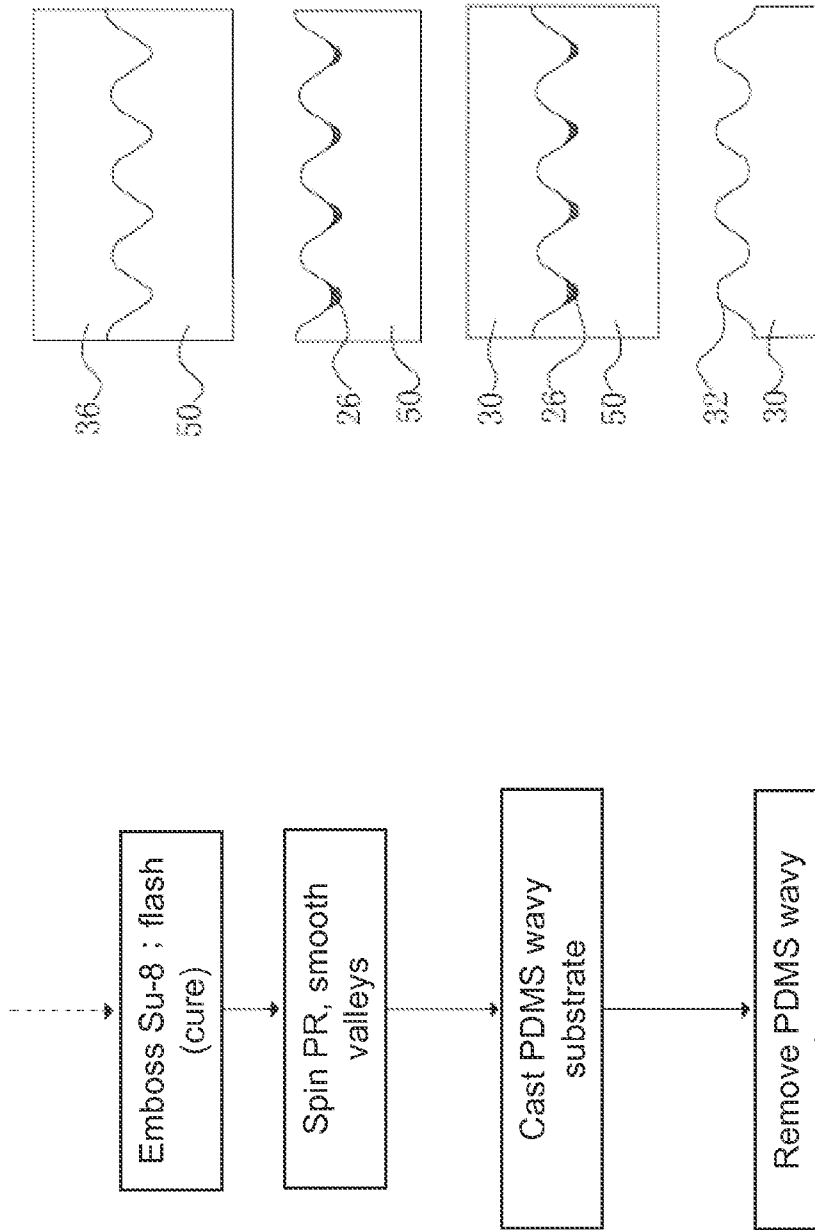 Emboss Su-8 ; flash
(cure)
Spin PR, smooth
valleys
Cast PDMS wavy
substrate
Remove PDMS wavy
36
50
26
50
30
26
50
32
30